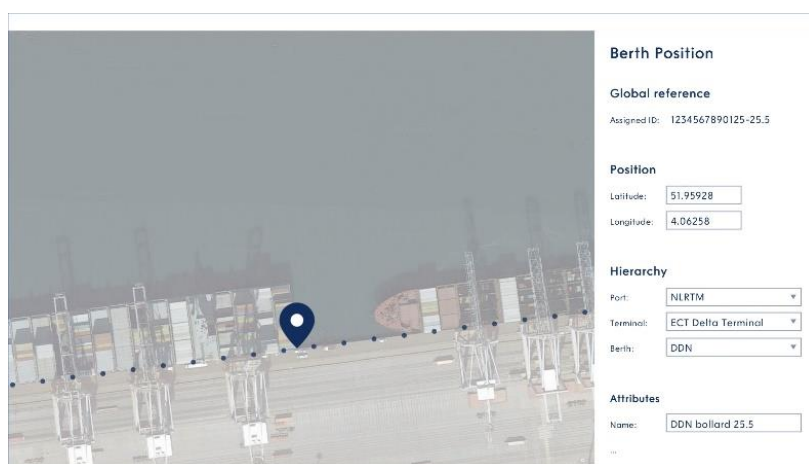 Berth Position
Global reference
Assigned ID: 1234567890125-25.5
Position
Latitude: 51.95928
Longitude: 4.06258
Hierarchy
Port: NLRTM
Terminal: ECT Delta Terminal
Berth: DDN
Attributes
Name: DDN bollard 25.5
...